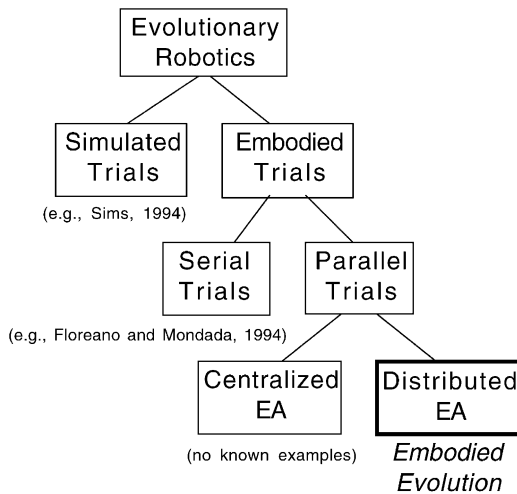 Evolutionary
Robotics
Simulated
Trials
Embodied
Trials
(e.g., Sims, 1994)
Serial
Trials
Parallel
Trials
(e.g., Floreano and Mondada, 1994)
Centralized
EA
Distributed
EA
(no known examples)
Embodied
Evolution